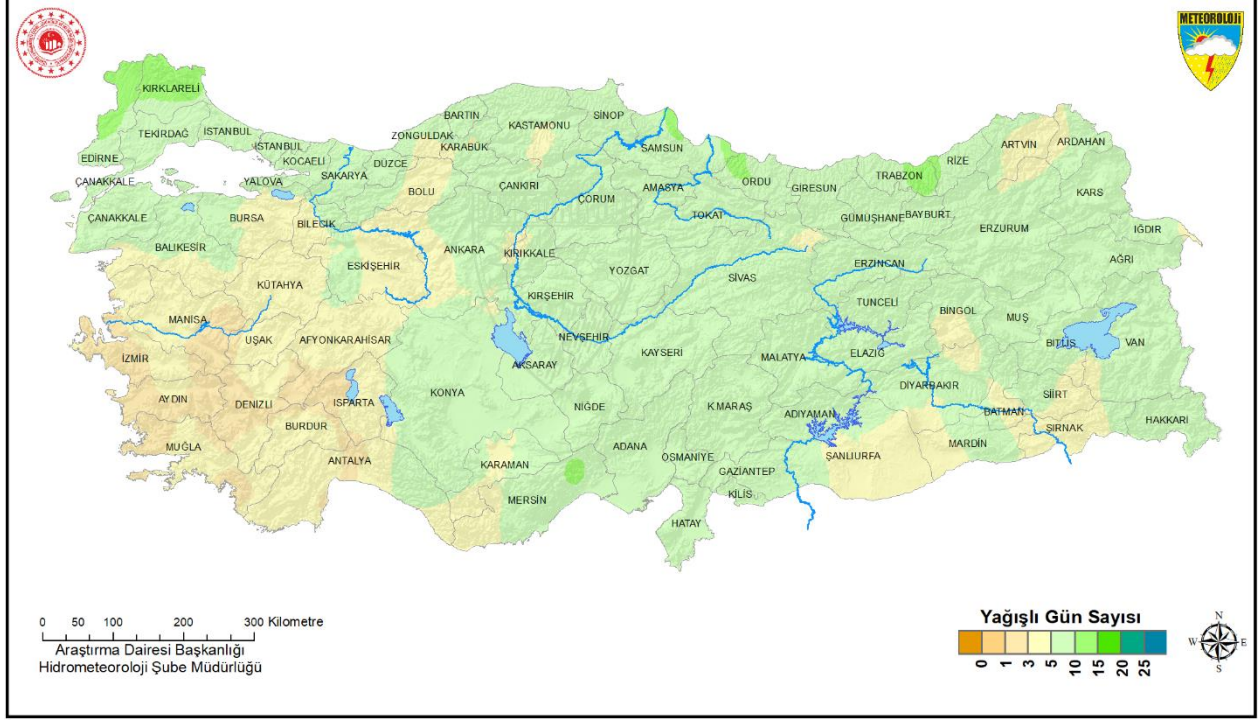 METEOROLOJİ
KIRKLARELİ
TEKİRDAĞ
İSTANBUL
EDİRNE
İSTANBUL
KOCAELİ
ÇANAKKALE
YALOVA
SAKARYA
DÜZCE
ZONGULDAK
BARTIN
KARABÜK
KASTAMONU
SİNOP
SAMSUN
BOLU
ÇANKIRI
ÇORUM
AMASYA
TOKAT
ORDU
GİRESUN
TRABZON
RİZE
ARTVİN
ARDAHAN
KARS
IĞDIR
AĞRI
GÜMÜŞHANE
BAYBURT
ERZURUM
ÇANAKKALE
BURSA
BİLECİK
BALIKESİR
ESKİŞEHİR
ANKARA
KIRIKKALE
YOZGAT
SİVAS
ERZİNCAN
TUNCELİ
BİNGÖL
MUŞ
BİTLİS
VAN
KÜTAHYA
MANİSA
UŞAK
AFYONKARAHİSAR
KIRŞEHİR
NEVŞEHİR
KAYSERİ
MALATYA
ELAZIĞ
DİYARBAKIR
BATMAN
SİİRT
ŞIRNAK
HAKKARİ
İZMİR
AYDIN
DENİZLİ
ISPARTA
BURDUR
KONYA
AKSARAY
NİĞDE
K.MARAŞ
ADIYAMAN
MARDİN
MUĞLA
ANTALYA
KARAMAN
MERSİN
ADANA
OSMANİYE
GAZİANTEP
ŞANLIURFA
KİLİS
HATAY
0 50 100 200 300 Kilometre
Araştırma Dairesi Başkanlığı
Hidrometeoroloji Şube Müdürlüğü
Yağışlı Gün Sayısı
0 1 3 5 10 15 20 25
N
W E
S